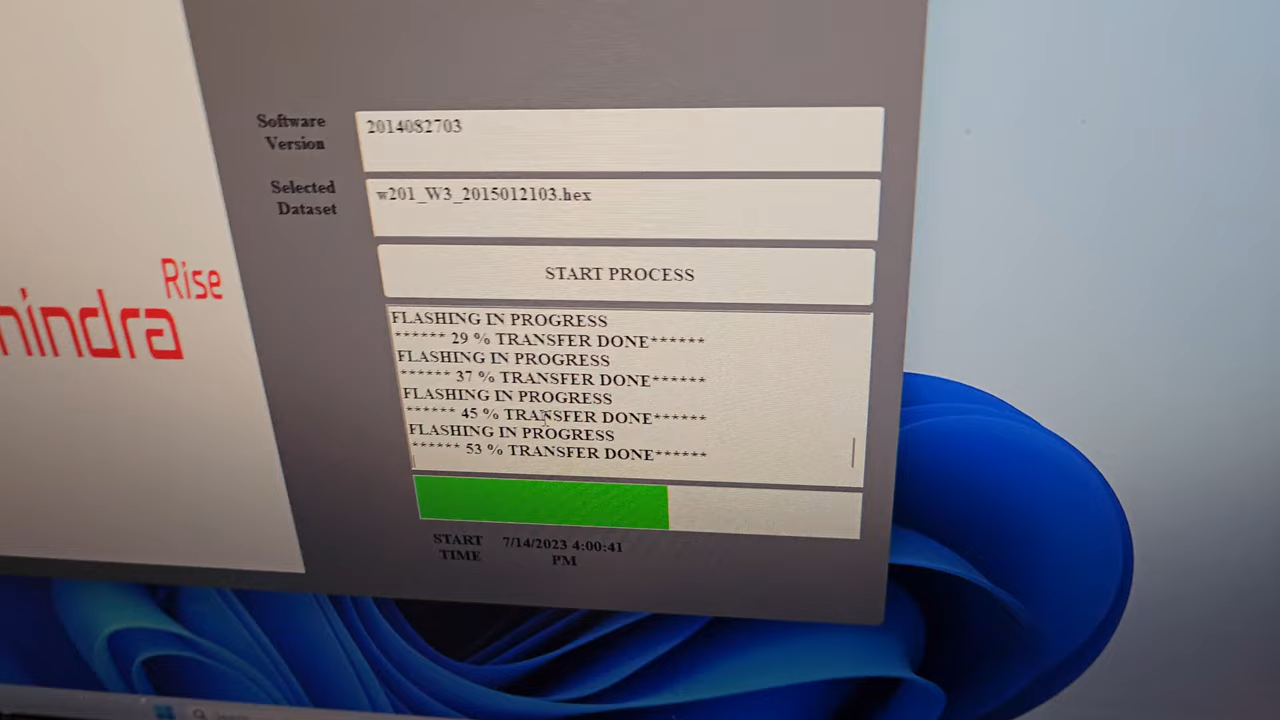 Software
Version
2014082703
Selected
Dataset
w201_W3_2015012103.hex
START PROCESS
Rise
hindra
FLASHING IN PROGRESS
****** 29 % TRANSFER DONE******
FLASHING IN PROGRESS
****** 37 % TRANSFER DONE******
FLASHING IN PROGRESS
****** 45 % TRANSFER DONE******
FLASHING IN PROGRESS
****** 53 % TRANSFER DONE******
START
TIME
7/14/2023 4:00:41
PM